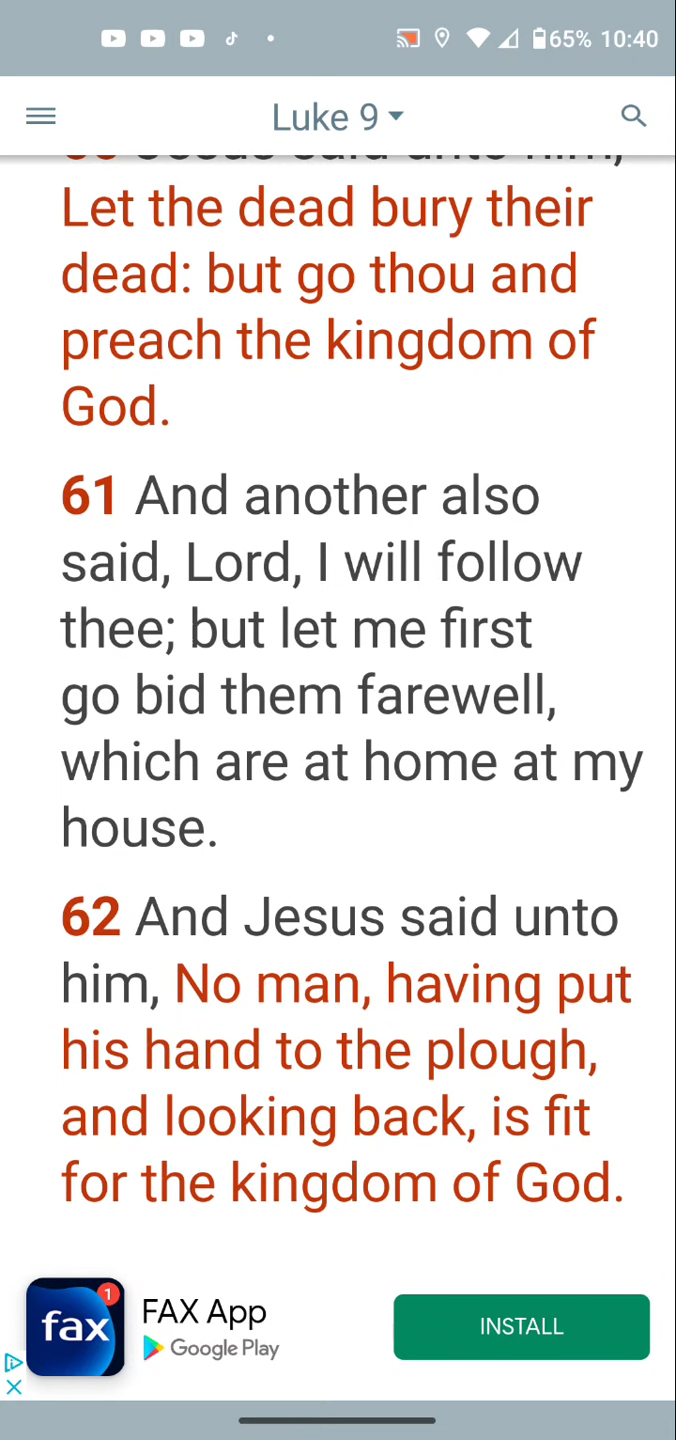 65% 10:40
Luke 9
Jesus said unto him,
Let the dead bury their
dead: but go thou and
preach the kingdom of
God.
61 And another also
said, Lord, I will follow
thee; but let me first
go bid them farewell,
which are at home at my
house.
62 And Jesus said unto
him, No man, having put
his hand to the plough,
and looking back, is fit
for the kingdom of God.
1
fax
FAX App
Google Play
INSTALL